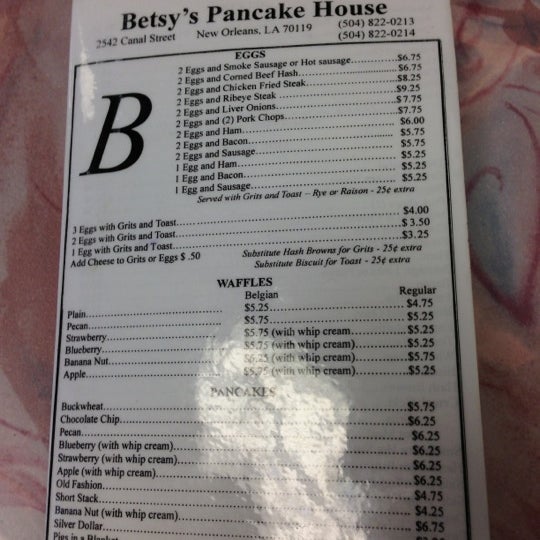 Betsy's Pancake House
2542 Canal Street New Orleans, LA 70119 (504) 822-0213
(504) 822-0214
B
EGGS
2 Eggs and Smoke Sausage or Hot sausage $6.75
2 Eggs and Corned Beef Hash $6.75
2 Eggs and Chicken Fried Steak $8.25
2 Eggs and Ribeye Steak $9.25
2 Eggs and Liver Onions $7.75
2 Eggs and (2) Pork Chops $7.75
2 Eggs and Ham $6.00
2 Eggs and Bacon $5.75
2 Eggs and Sausage $5.75
1 Egg and Ham $5.25
1 Egg and Bacon $5.25
1 Egg and Sausage $5.25
Served with Grits and Toast – Rye or Raison - 25¢ extra
3 Eggs with Grits and Toast $4.00
2 Eggs with Grits and Toast $ 3.50
1 Egg with Grits and Toast $3.25
Add Cheese to Grits or Eggs $ .50 Substitute Hash Browns for Grits - 25¢ extra
Substitute Biscuit for Toast - 25¢ extra
WAFFLES
Belgian Regular
Plain $5.25 $4.75
Pecan $5.75 $5.25
Strawberry $5.75 (with whip cream $5.25
Blueberry $5.75 (with whip cream) $5.25
Banana Nut $6.25 (with whip cream) $5.75
Apple $5.75 (with whip cream) $5.25
PANCAKES
Buckwheat $5.75
Chocolate Chip $6.25
Pecan $6.25
Blueberry (with whip cream) $6.25
Strawberry (with whip cream) $6.25
Apple (with whip cream) $6.25
Old Fashion $4.75
Short Stack $4.25
Banana Nut (with whip cream) $6.75
Silver Dollar
Pigs in a Blanket